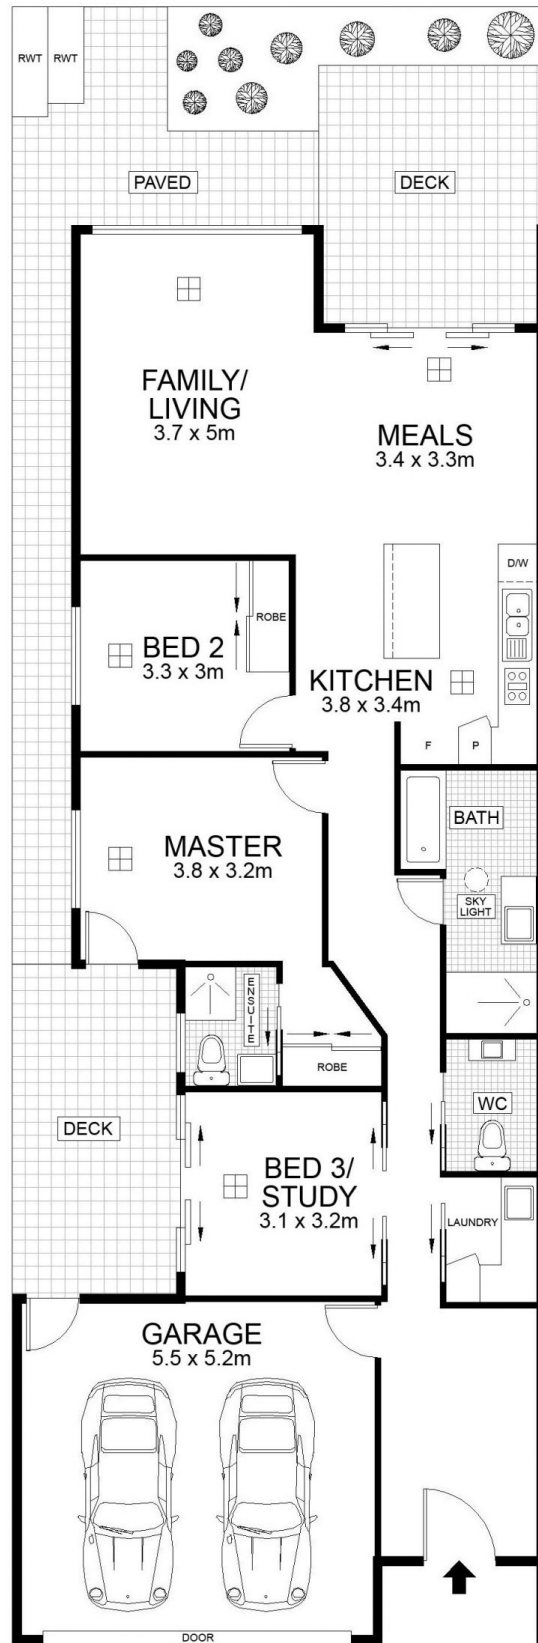 RWT RWT
PAVED
DECK
FAMILY/
LIVING
3.7 x 5m
MEALS
3.4 x 3.3m
D/W
ROBE
BED 2
3.3 x 3m
KITCHEN
3.8 x 3.4m
F P
BATH
MASTER
3.8 x 3.2m
SKY
LIGHT
ENSUITE
ROBE
WC
DECK
BED 3/
STUDY
3.1 x 3.2m
LAUNDRY
GARAGE
5.5 x 5.2m
DOOR